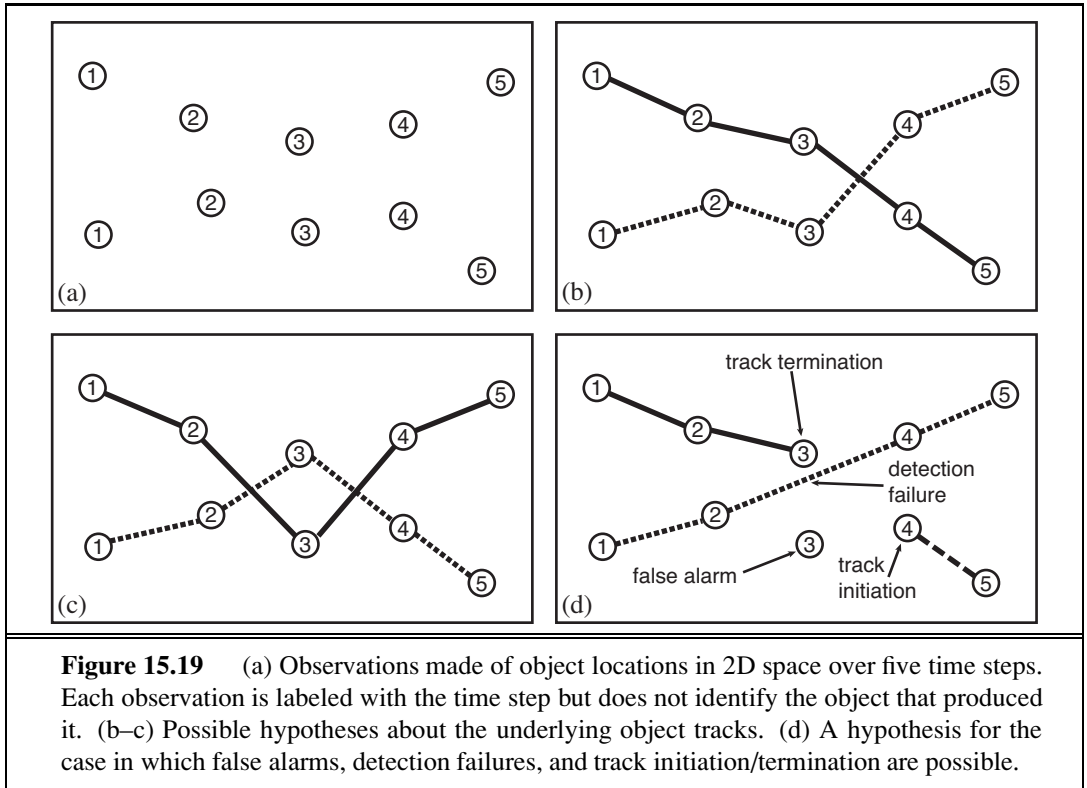 1
5
2
4
3
2
4
1
3
5
(a)
1
5
2
4
3
2
4
1
3
5
(b)
1
5
2
4
3
2
4
1
3
5
(c)
track termination
1
5
2
4
3
detection
failure
2
4
1
3
false alarm
track
initiation
5
(d)
Figure 15.19 (a) Observations made of object locations in 2D space over five time steps.
Each observation is labeled with the time step but does not identify the object that produced
it. (b–c) Possible hypotheses about the underlying object tracks. (d) A hypothesis for the
case in which false alarms, detection failures, and track initiation/termination are possible.